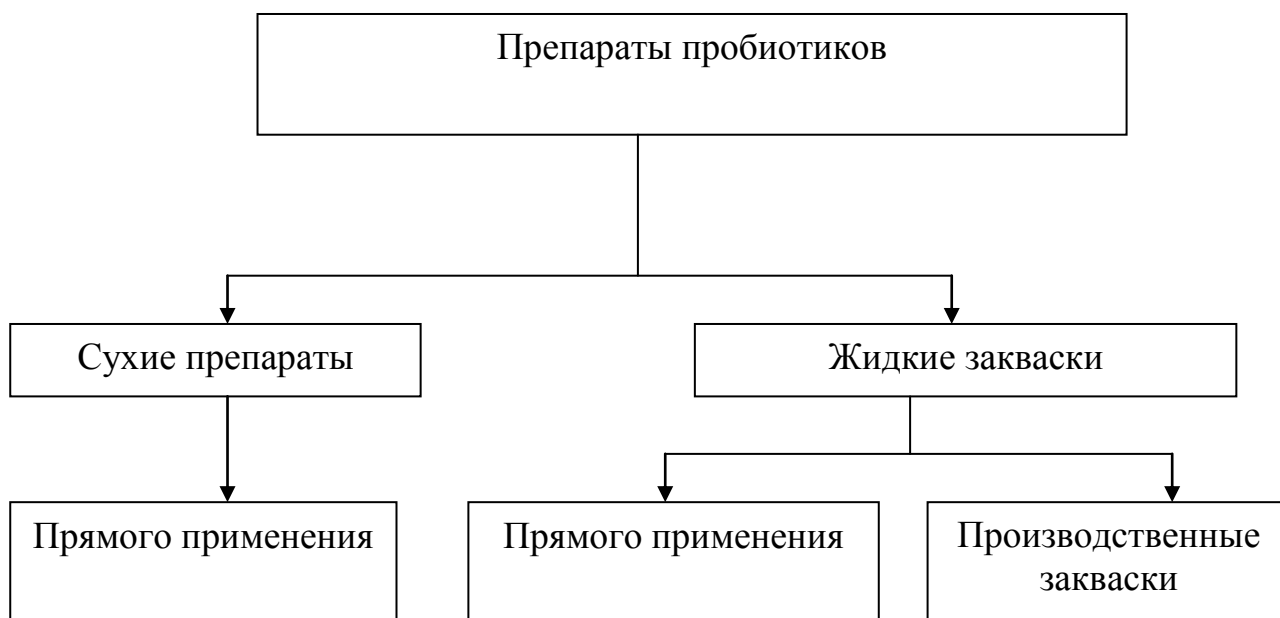 Препараты пробиотиков
Сухие препараты
Жидкие закваски
Прямого применения
Прямого применения
Производственные
закваски